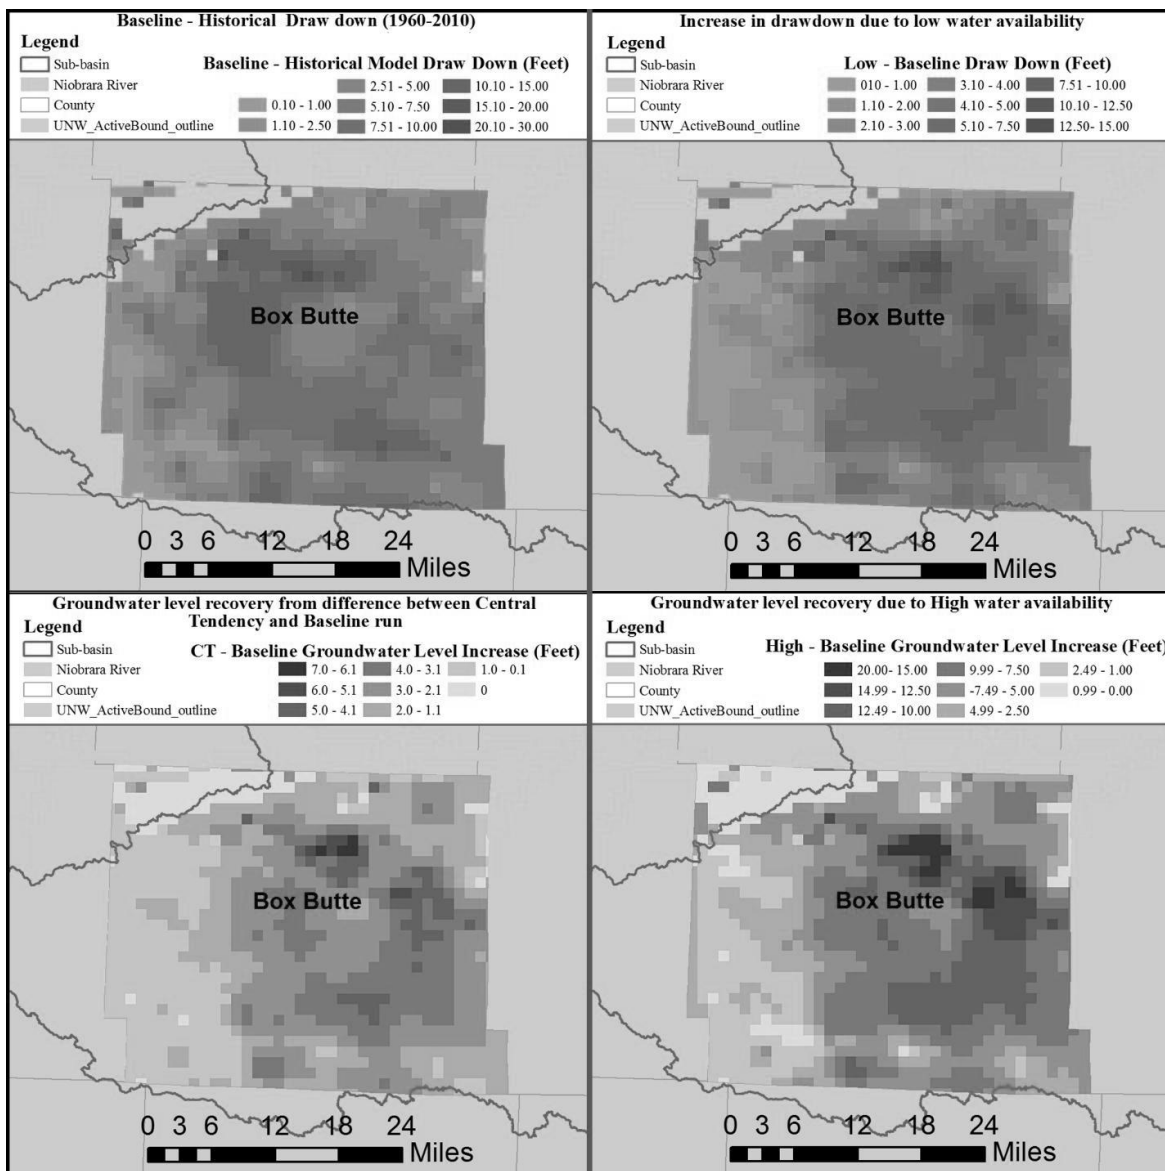 Baseline - Historical Draw down (1960-2010)
Legend
Sub-basin
Niobrara River
County
UNW_ActiveBound_outline
Baseline - Historical Model Draw Down (Feet)
2.51 - 5.00 10.10 - 15.00
0.10 - 1.00 5.10 - 7.50 15.10 - 20.00
1.10 - 2.50 7.51 - 10.00 20.10 - 30.00
Box Butte
0 3 6 12 18 24
Miles
Increase in drawdown due to low water availability
Legend
Sub-basin
Niobrara River
County
UNW_ActiveBound_outline
Low - Baseline Draw Down (Feet)
010 - 1.00 3.10 - 4.00 7.51 - 10.00
1.10 - 2.00 4.10 - 5.00 10.10 - 12.50
2.10 - 3.00 5.10 - 7.50 12.50- 15.00
Box Butte
0 3 6 12 18 24
Miles
Groundwater level recovery from difference between Central
Tendency and Baseline run
Legend
Sub-basin
Niobrara River
County
UNW_ActiveBound_outline
CT - Baseline Groundwater Level Increase (Feet)
7.0 - 6.1 4.0 - 3.1 1.0 - 0.1
6.0 - 5.1 3.0 - 2.1 0
5.0 - 4.1 2.0 - 1.1
Box Butte
0 3 6 12 18 24
Miles
Groundwater level recovery due to High water availability
Legend
Sub-basin
Niobrara River
County
UNW_ActiveBound_outline
High - Baseline Groundwater Level Increase (Feet)
20.00 - 15.00 9.99 - 7.50 2.49 - 1.00
14.99 - 12.50 -7.49 - 5.00 0.99 - 0.00
12.49 - 10.00 4.99 - 2.50
Box Butte
0 3 6 12 18 24
Miles